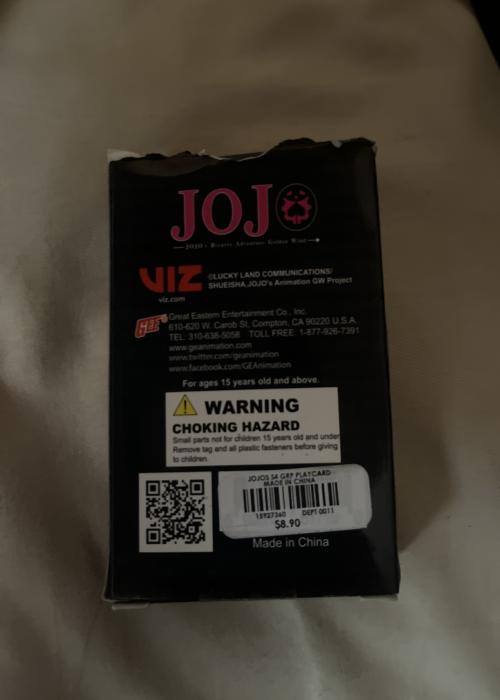 JOJO
JOJO's Bizarre Adventure Golden Wind
VIZ
viz.com
©LUCKY LAND COMMUNICATIONS/
SHUEISHA,JOJO's Animation GW Project
GEE
Great Eastern Entertainment Co., Inc.
610-620 W. Carob St, Compton, CA 90220 U.S.A.
TEL. 310-638-5058 TOLL FREE: 1-877-926-7391
www.geanimation.com
www.twitter.com/geanimation
www.facebook.com/GEAnimation
For ages 15 years old and above.
WARNING
CHOKING HAZARD
Small parts not for children 15 years old and under
Remove tag and all plastic fasteners before giving
to children.
JOJOS S4 GRP PLAYCARD
MADE IN CHINA
15927360 DEPT 0011
$8.90
Made in China